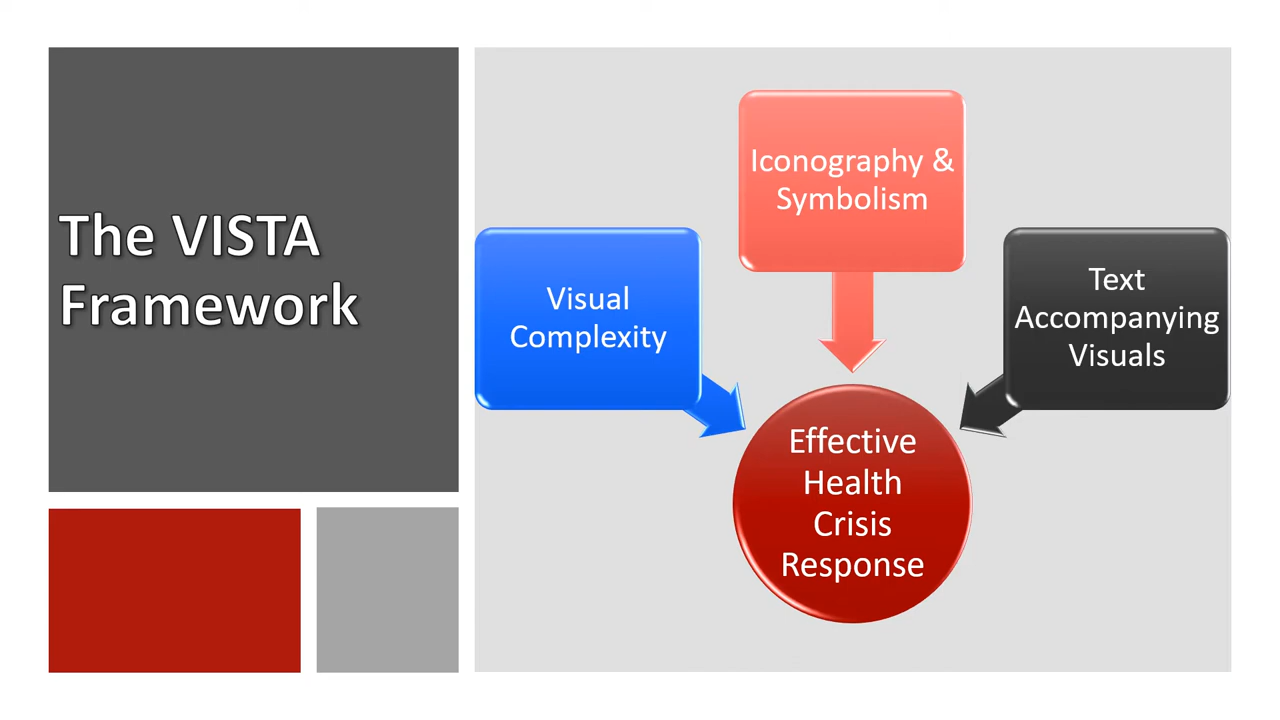 The VISTA
Framework
Iconography &
Symbolism
Visual
Complexity
Text
Accompanying
Visuals
Effective
Health
Crisis
Response